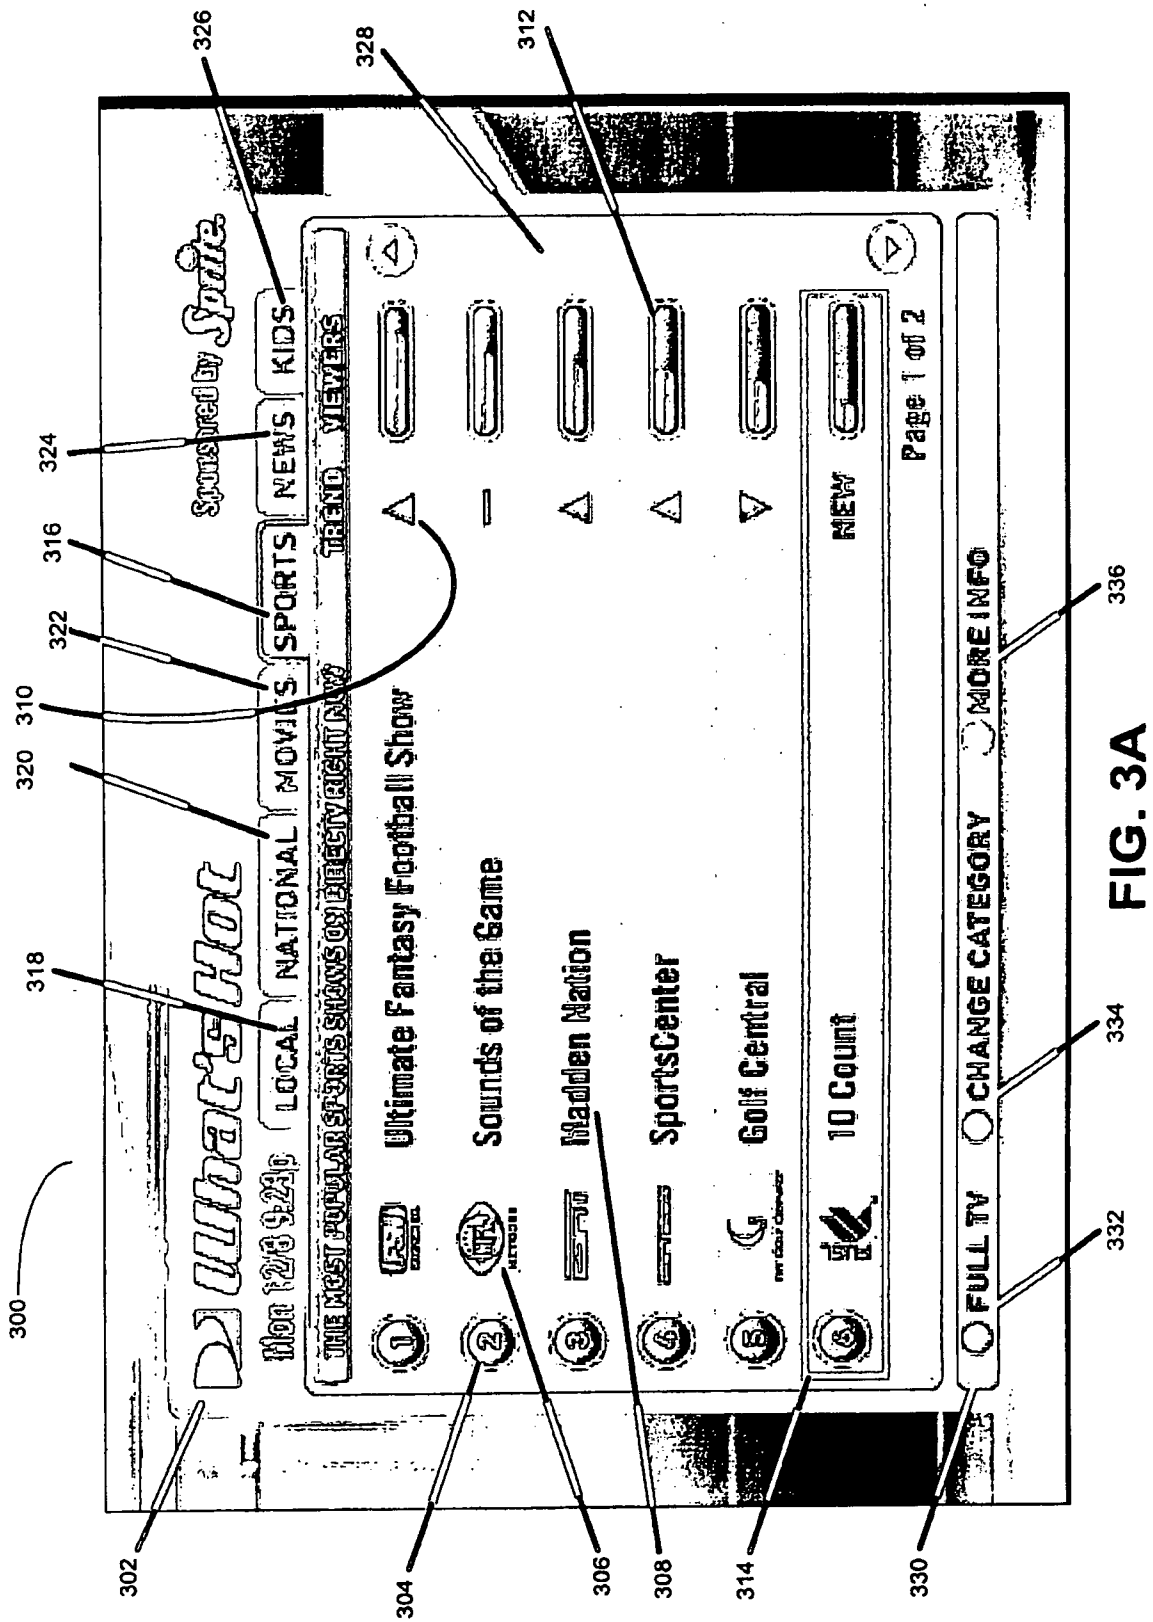 300
302
318
320
310
322
316
324
326
328
312
What's Hot
Sponsored by Sprite
Mon 12/8 9:23p
LOCAL NATIONAL MOVIES SPORTS NEWS KIDS
THE MOST POPULAR SPORTS SHOWS ON DIRECTV RIGHT NOW TREND VIEWERS
1 Ultimate Fantasy Football Show
2 Sounds of the Game
3 Madden Nation
4 SportsCenter
5 Golf Central
6 10 Count NEW
Page 1 of 2
FULL TV CHANGE CATEGORY MORE INFO
304
306
308
314
330
332
334
336
FIG. 3A